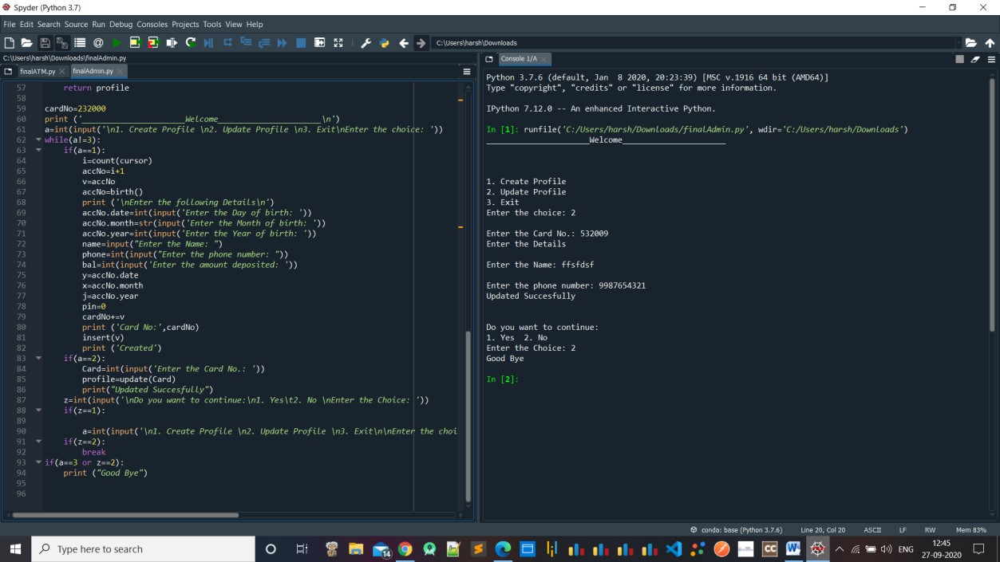 Spyder (Python 3.7)
File Edit Search Source Run Debug Consoles Projects Tools View Help
C:\Users\harsh\Downloads
C:\Users\harsh\Downloads\finalAdmin.py
finalATM.py
finalAdmin.py
57 return profile
58
59 cardNo=232000
60 print ('______________________Welcome______________________\n')
61 a=int(input('\n1. Create Profile \n2. Update Profile \n3. Exit\nEnter the choice: '))
62 while(a!=3):
63 if(a==1):
64 i=count(cursor)
65 accNo=i+1
66 v=accNo
67 accNo=birth()
68 print ('\nEnter the following Details\n')
69 accNo.date=int(input('Enter the Day of birth: '))
70 accNo.month=str(input('Enter the Month of birth: '))
71 accNo.year=int(input('Enter the Year of birth: '))
72 name=input("Enter the Name: ")
73 phone=int(input("Enter the phone number: "))
74 bal=int(input('Enter the amount deposited: '))
75 y=accNo.date
76 x=accNo.month
77 j=accNo.year
78 pin=0
79 cardNo+=v
80 print ('Card No:',cardNo)
81 insert(v)
82 print ('Created')
83 if(a==2):
84 Card=int(input('Enter the Card No.: '))
85 profile=update(Card)
86 print("Updated Succesfully")
87 z=int(input('\nDo you want to continue:\n1. Yes\t2. No \nEnter the Choice: '))
88 if(z==1):
89
90 a=int(input('\n1. Create Profile \n2. Update Profile \n3. Exit\n\nEnter the choi
91 if(z==2):
92 break
93 if(a==3 or z==2):
94 print ("Good Bye")
95
96
Console 1/A
Python 3.7.6 (default, Jan 8 2020, 20:23:39) [MSC v.1916 64 bit (AMD64)]
Type "copyright", "credits" or "license" for more information.
IPython 7.12.0 -- An enhanced Interactive Python.
In [1]: runfile('C:/Users/harsh/Downloads/finalAdmin.py', wdir='C:/Users/harsh/Downloads')
______________________Welcome______________________
1. Create Profile
2. Update Profile
3. Exit
Enter the choice: 2
Enter the Card No.: 532009
Enter the Details
Enter the Name: ffsfdsf
Enter the phone number: 9987654321
Updated Succesfully
Do you want to continue:
1. Yes 2. No
Enter the Choice: 2
Good Bye
In [2]:
conda: base (Python 3.7.6) Line 20, Col 20 ASCII LF RW Mem 83%
Type here to search
14
CC
ENG
12:45
27-09-2020